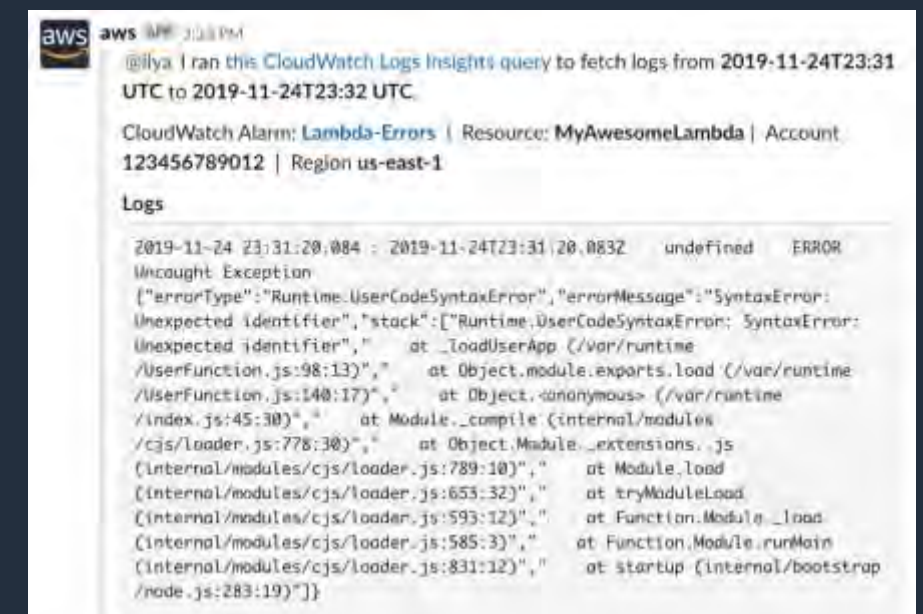 aws aws APP 3:33 PM
@ilya I ran this CloudWatch Logs Insights query to fetch logs from 2019-11-24T23:31
UTC to 2019-11-24T23:32 UTC.
CloudWatch Alarm: Lambda-Errors | Resource: MyAwesomeLambda | Account
123456789012 | Region us-east-1
Logs
2019-11-24 23:31:20.084 : 2019-11-24T23:31:20.083Z undefined ERROR
Uncaught Exception
{"errorType":"Runtime.UserCodeSyntaxError","errorMessage":"SyntaxError:
Unexpected identifier","stack":["Runtime.UserCodeSyntaxError: SyntaxError:
Unexpected identifier"," at _loadUserApp (/var/runtime
/UserFunction.js:98:13)"," at Object.module.exports.load (/var/runtime
/UserFunction.js:140:17)"," at Object.<anonymous> (/var/runtime
/index.js:45:30)"," at Module._compile (internal/modules
/cjs/loader.js:778:30)"," at Object.Module._extensions..js
(internal/modules/cjs/loader.js:789:10)"," at Module.load
(internal/modules/cjs/loader.js:653:32)"," at tryModuleLoad
(internal/modules/cjs/loader.js:593:12)"," at Function.Module._load
(internal/modules/cjs/loader.js:585:3)"," at Function.Module.runMain
(internal/modules/cjs/loader.js:831:12)"," at startup (internal/bootstrap
/node.js:283:19)"]}